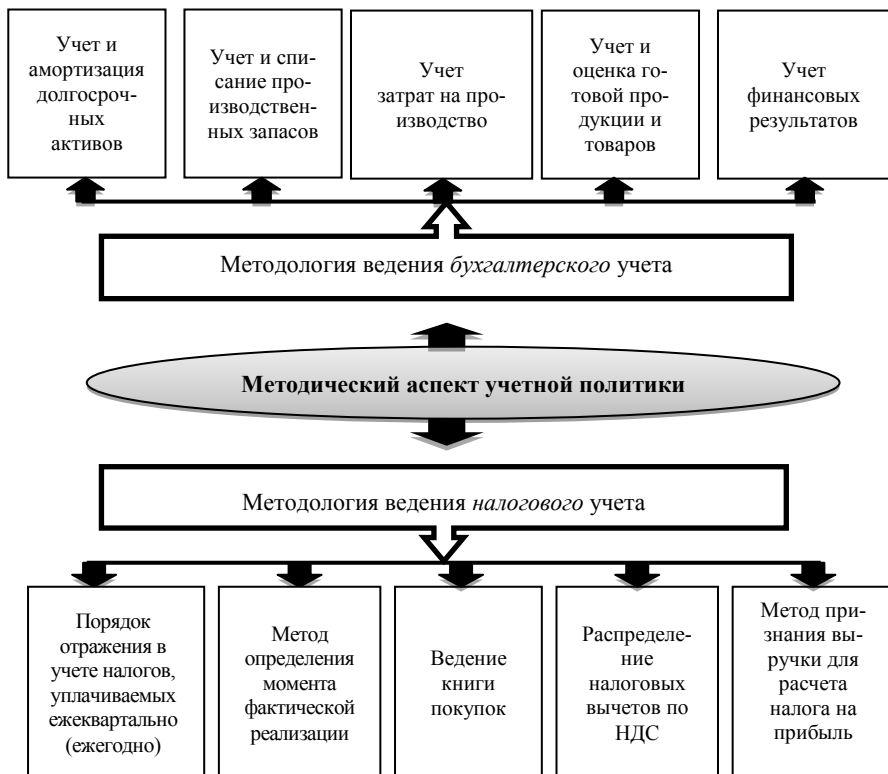 Учет и
амортизация
долгосроч-
ных
активов
Учет и спи-
сание про-
изводствен-
ных запасов
Учет
затрат на про-
изводство
Учет и
оценка го-
товой про-
дукции и
товаров
Учет
финансовых
результатов
Методология ведения бухгалтерского учета
Методический аспект учетной политики
Методология ведения налогового учета
Порядок
отражения в
учете налогов,
уплачиваемых
ежеквартально
(ежегодно)
Метод
определения
момента
фактической
реализации
Ведение
книги
покупок
Распределе-
ние
налоговых
вычетов по
НДС
Метод при-
знания вы-
ручки для
расчета
налога на
прибыль